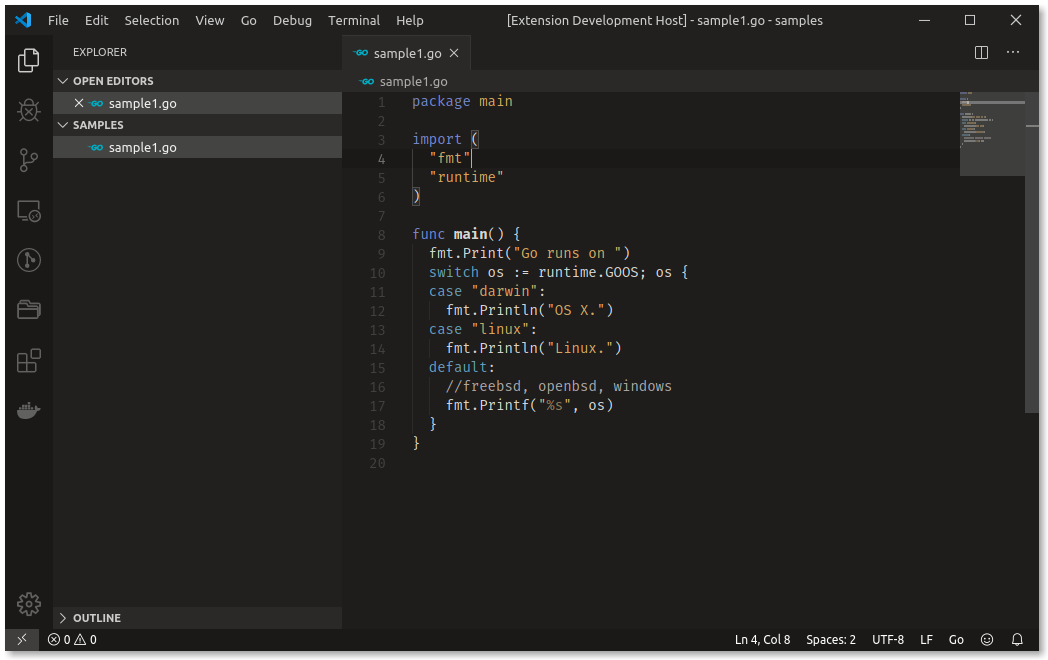 File Edit Selection View Go Debug Terminal Help [Extension Development Host] - sample1.go - samples
EXPLORER
OPEN EDITORS
GO sample1.go
SAMPLES
GO sample1.go
OUTLINE
GO sample1.go
GO sample1.go
1 package main
2
3 import (
4 "fmt"
5 "runtime"
6 )
7
8 func main() {
9 fmt.Print("Go runs on ")
10 switch os := runtime.GOOS; os {
11 case "darwin":
12 fmt.Println("OS X.")
13 case "linux":
14 fmt.Println("Linux.")
15 default:
16 //freebsd, openbsd, windows
17 fmt.Printf("%s", os)
18 }
19 }
20
0 0 Ln 4, Col 8 Spaces: 2 UTF-8 LF Go